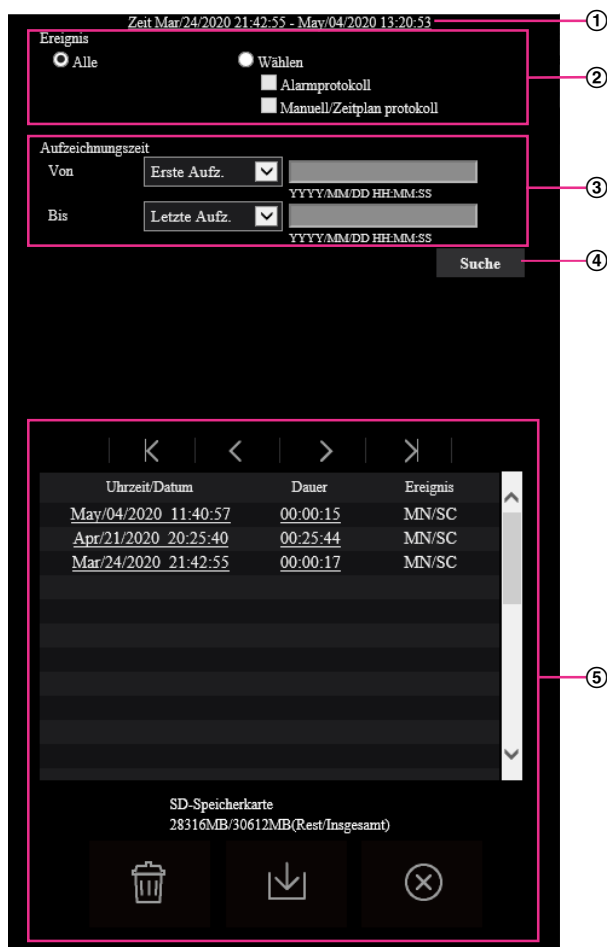 Zeit Mar/24/2020 21:42:55 - May/04/2020 13:20:53 ①
Ereignis
Alle Wählen
Alarmprotokoll
②
Manuell/Zeitplan protokoll
Aufzeichnungszeit
Von Erste Aufz.
③
YYYY/MM/DD HH:MM:SS
Bis Letzte Aufz.
YYYY/MM/DD HH:MM:SS
Suche ④
Uhrzeit/Datum Dauer Ereignis
May/04/2020 11:40:57 00:00:15 MN/SC
Apr/21/2020 20:25:40 00:25:44 MN/SC
Mar/24/2020 21:42:55 00:00:17 MN/SC
⑤
SD-Speicherkarte
28316MB/30612MB(Rest/Insgesamt)